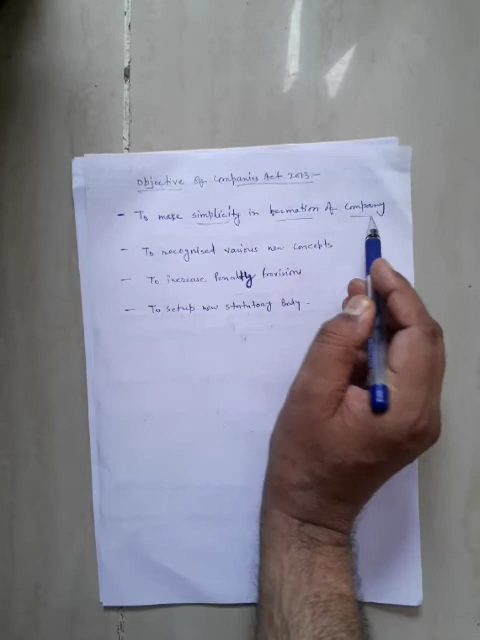 Objective Of Companies Act 2013:-
- To make simplicity in formation of company
- To recognised various new concepts
- To increase Penalty Provisions
- To setup new statutory Body -